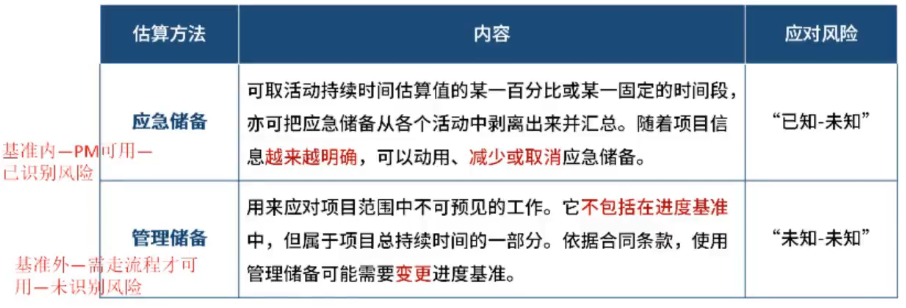 估算方法 内容 应对风险
应急储备
可取活动持续时间估算值的某一百分比或某一固定的时间段，
亦可把应急储备从各个活动中剥离出来并汇总。随着项目信
息越来越明确，可以动用、减少或取消应急储备。
“已知-未知”
基准内—PM可用—
已识别风险
管理储备
用来应对项目范围中不可预见的工作。它不包括在进度基准
中，但属于项目总持续时间的一部分。依据合同条款，使用
管理储备可能需要变更进度基准。
“未知-未知”
基准外—需走流程才可
用—未识别风险